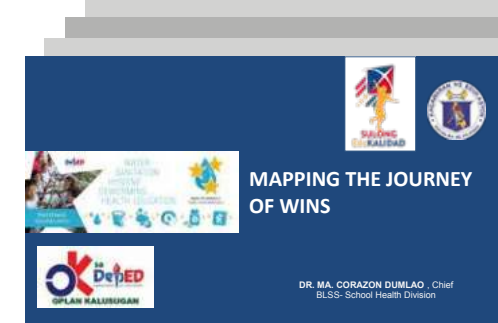 SULONG
EduKALIDAD
DepED
WATER
SANITATION
HYGIENE
DEWORMING
HEALTH EDUCATION
MAPPING THE JOURNEY
OF WINS
OK sa DepED
OPLAN KALUSUGAN
DR. MA. CORAZON DUMLAO , Chief
BLSS- School Health Division